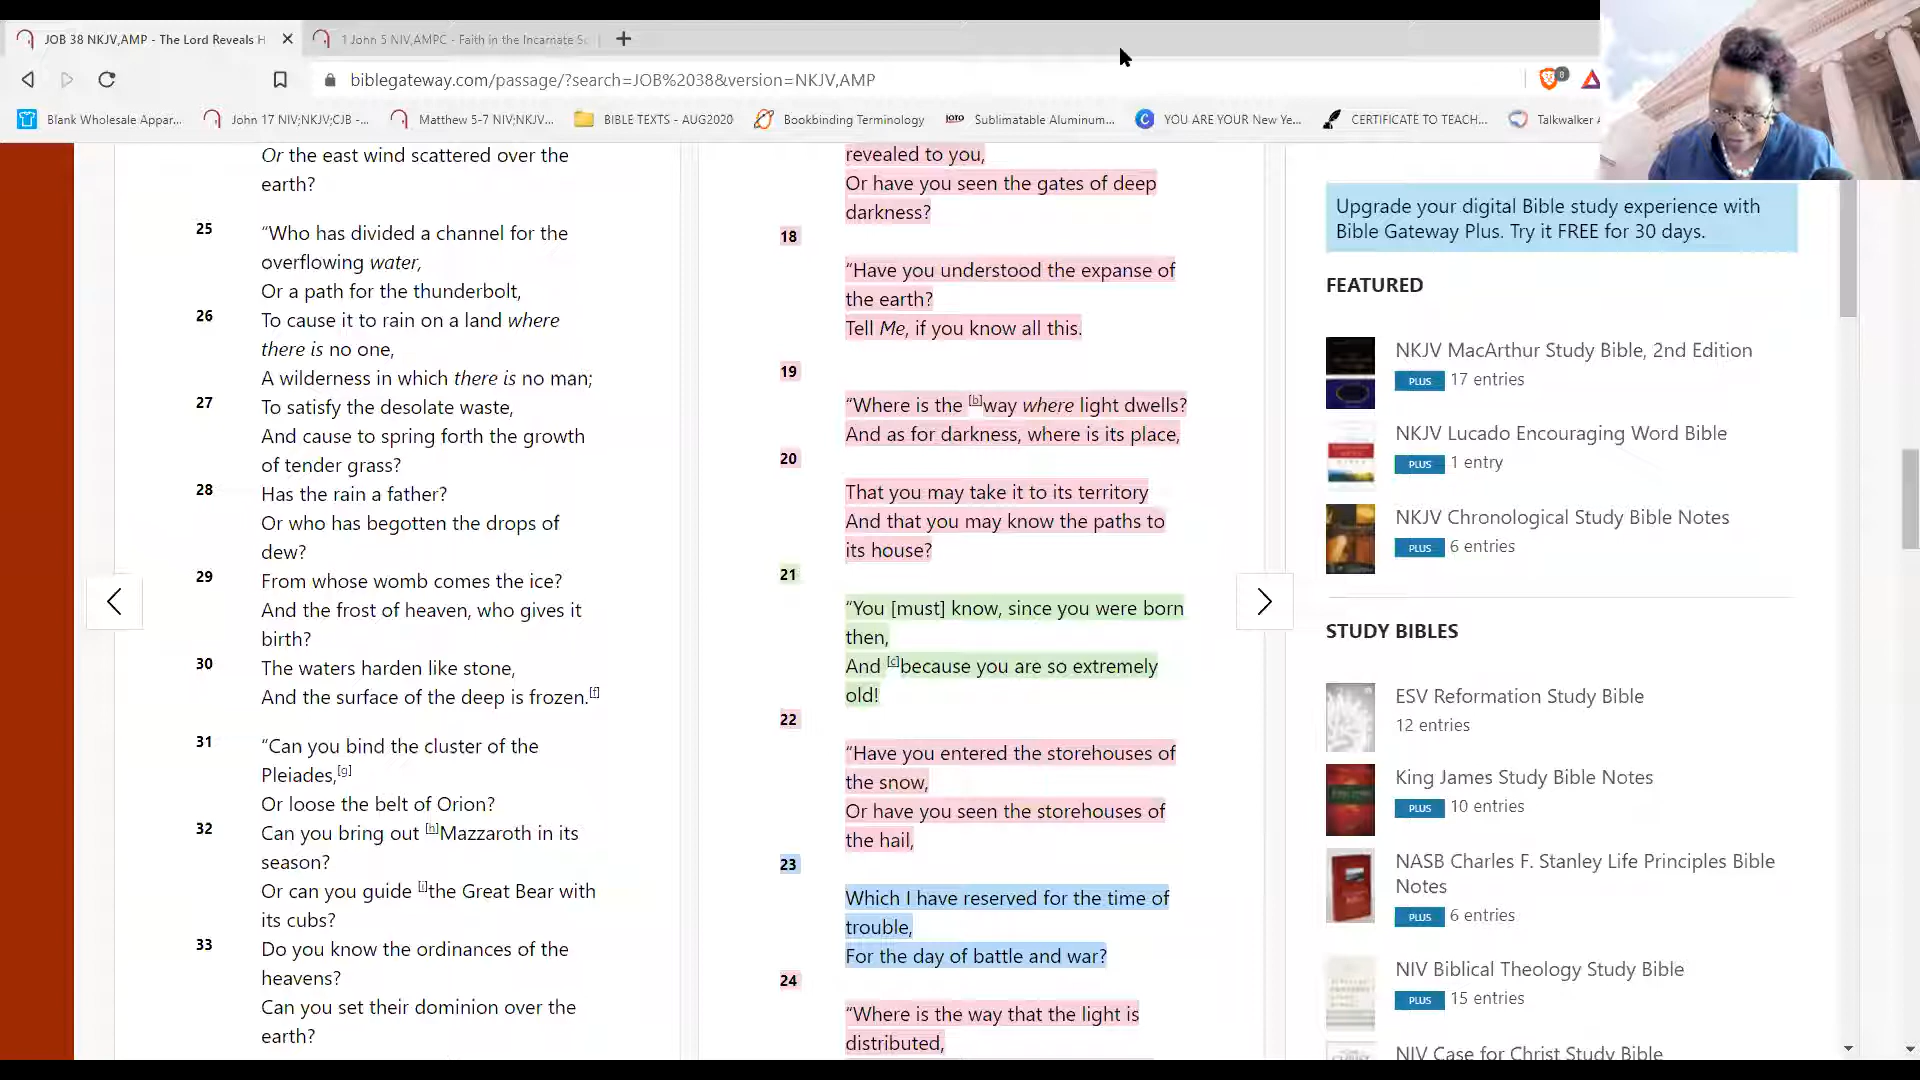 JOB 38 NKJV,AMP - The Lord Reveals H
1 John 5 NIV,AMPC - Faith in the Incarnate S
biblegateway.com/passage/?search=JOB%2038&version=NKJV,AMP
8
Blank Wholesale Appar...
John 17 NIV;NKJV;CJB -...
Matthew 5-7 NIV;NKJV...
BIBLE TEXTS - AUG2020
Bookbinding Terminology
Sublimatable Aluminum...
YOU ARE YOUR New Ye...
CERTIFICATE TO TEACH...
Talkwalker
Or the east wind scattered over the
earth?
25
“Who has divided a channel for the
overflowing water,
Or a path for the thunderbolt,
26
To cause it to rain on a land where
there is no one,
A wilderness in which there is no man;
27
To satisfy the desolate waste,
And cause to spring forth the growth
of tender grass?
28
Has the rain a father?
Or who has begotten the drops of
dew?
29
From whose womb comes the ice?
And the frost of heaven, who gives it
birth?
30
The waters harden like stone,
And the surface of the deep is frozen.[f]
31
“Can you bind the cluster of the
Pleiades,[g]
Or loose the belt of Orion?
32
Can you bring out [h]Mazzaroth in its
season?
Or can you guide [i]the Great Bear with
its cubs?
33
Do you know the ordinances of the
heavens?
Can you set their dominion over the
earth?
revealed to you,
Or have you seen the gates of deep
darkness?
18
“Have you understood the expanse of
the earth?
Tell Me, if you know all this.
19
“Where is the [b]way where light dwells?
And as for darkness, where is its place,
20
That you may take it to its territory
And that you may know the paths to
its house?
21
“You [must] know, since you were born
then,
And [c]because you are so extremely
old!
22
“Have you entered the storehouses of
the snow,
Or have you seen the storehouses of
the hail,
23
Which I have reserved for the time of
trouble,
For the day of battle and war?
24
“Where is the way that the light is
distributed,
Upgrade your digital Bible study experience with
Bible Gateway Plus. Try it FREE for 30 days.
FEATURED
NKJV MacArthur Study Bible, 2nd Edition
PLUS 17 entries
NKJV Lucado Encouraging Word Bible
PLUS 1 entry
NKJV Chronological Study Bible Notes
PLUS 6 entries
STUDY BIBLES
ESV Reformation Study Bible
12 entries
King James Study Bible Notes
PLUS 10 entries
NASB Charles F. Stanley Life Principles Bible
Notes
PLUS 6 entries
NIV Biblical Theology Study Bible
PLUS 15 entries
NIV Case for Christ Study Bible